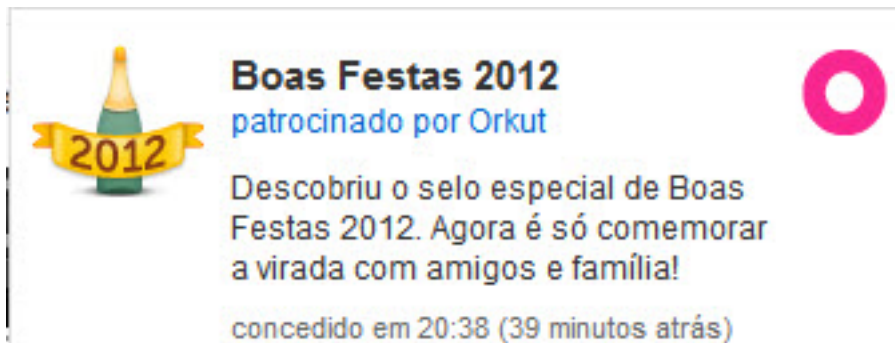 2012
Boas Festas 2012
patrocinado por Orkut
Descobriu o selo especial de Boas
Festas 2012. Agora é só comemorar
a virada com amigos e família!
concedido em 20:38 (39 minutos atrás)